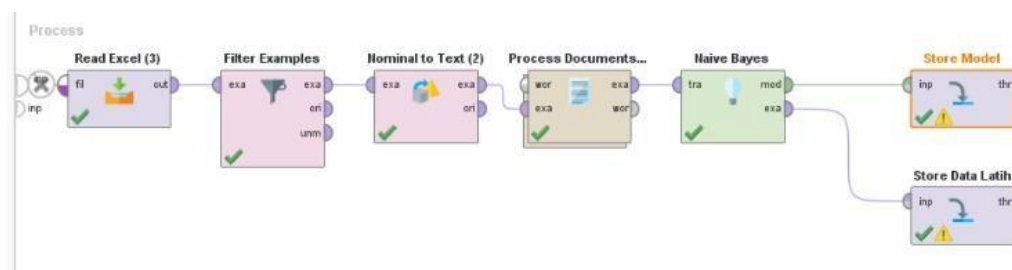 Process
Read Excel (3) Filter Examples Nominal to Text (2) Process Documents... Naive Bayes Store Model
fil out exa exa exa exa wor exa tra mod inp thr
inp ori ori exa wor exa
unm
Store Data Latih
inp thr